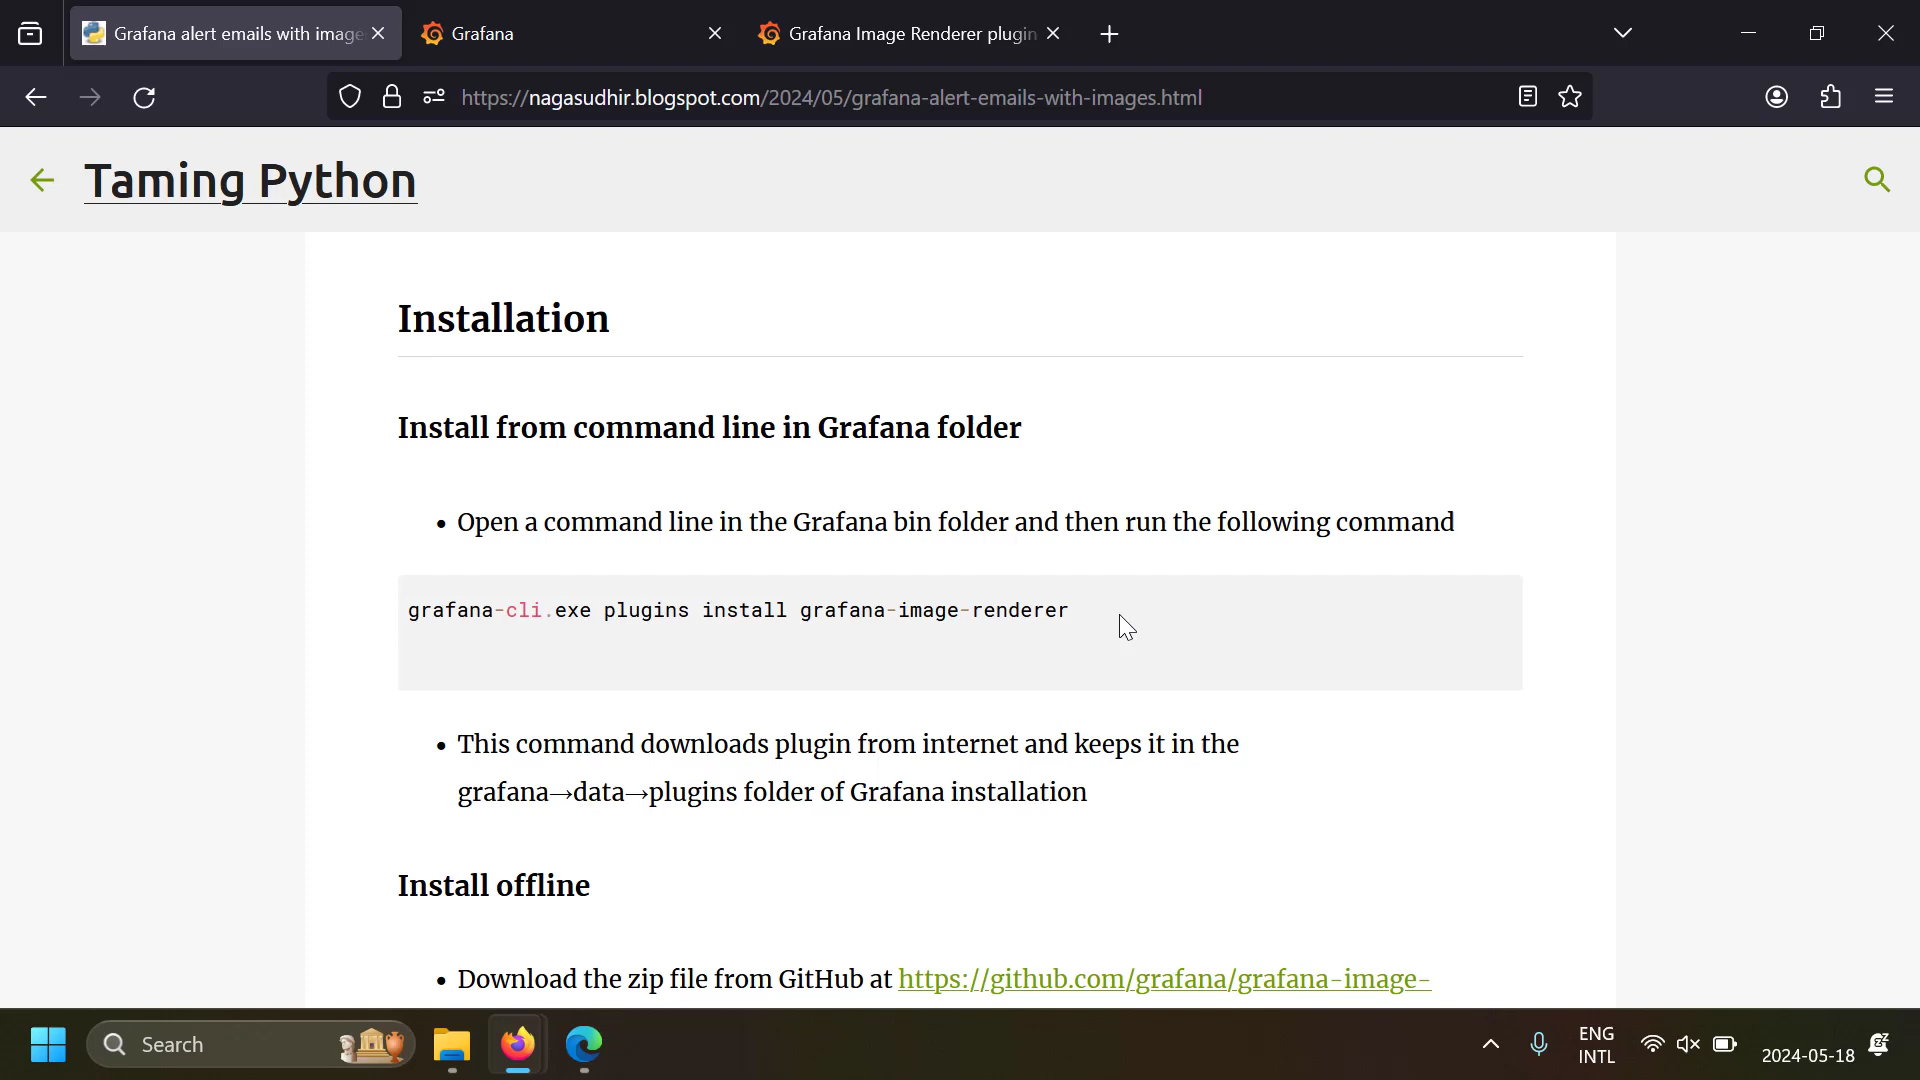 Grafana alert emails with image
Grafana
Grafana Image Renderer plugin
https://nagasudhir.blogspot.com/2024/05/grafana-alert-emails-with-images.html
Taming Python
Installation
Install from command line in Grafana folder
• Open a command line in the Grafana bin folder and then run the following command
grafana-cli.exe plugins install grafana-image-renderer
• This command downloads plugin from internet and keeps it in the
grafana→data→plugins folder of Grafana installation
Install offline
• Download the zip file from GitHub at https://github.com/grafana/grafana-image-
Search
ENG
INTL
2024-05-18